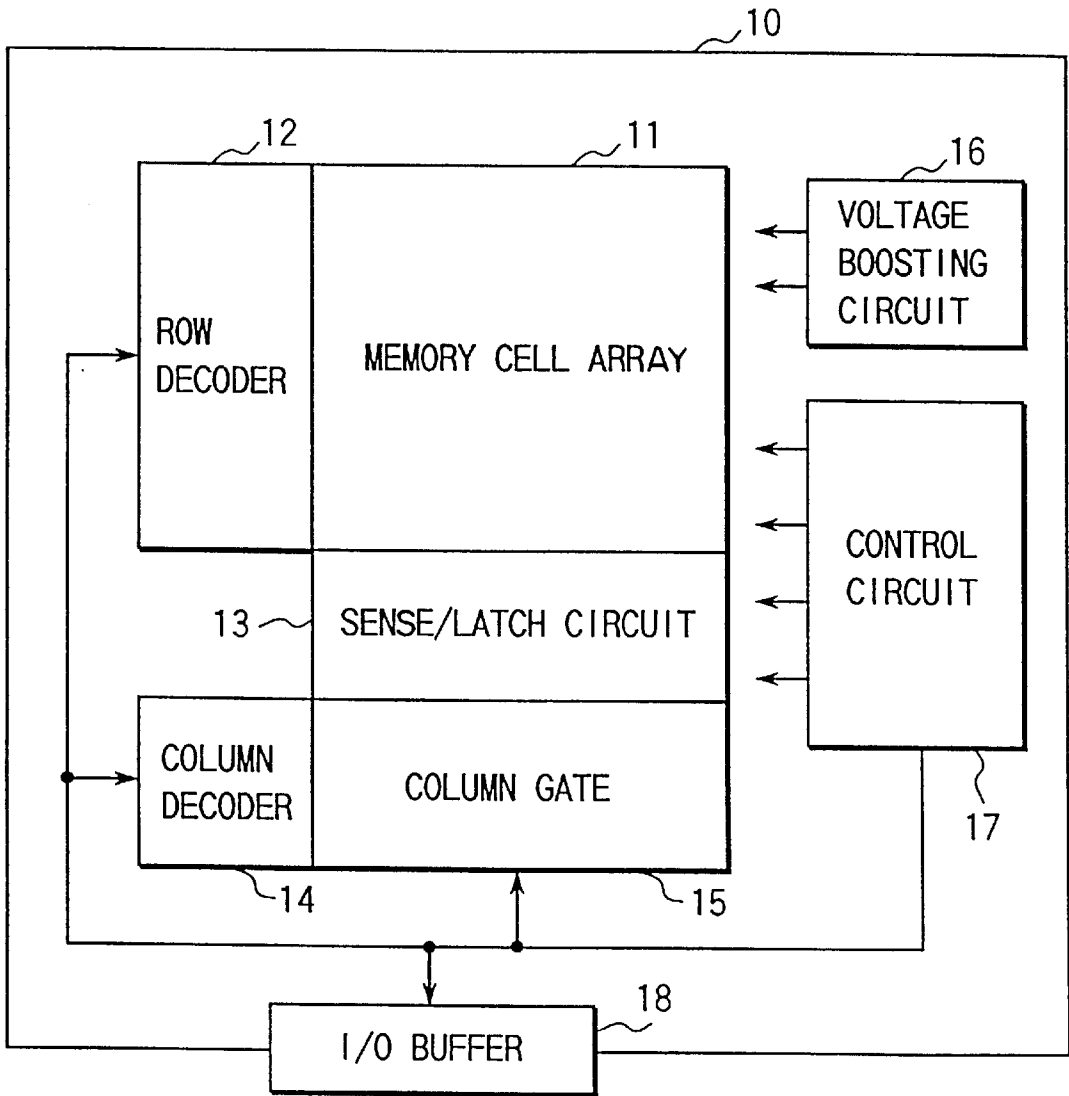 10
12
11
16
VOLTAGE
BOOSTING
CIRCUIT
ROW
DECODER
MEMORY CELL ARRAY
CONTROL
CIRCUIT
13
SENSE/LATCH CIRCUIT
COLUMN
DECODER
COLUMN GATE
17
14
15
18
I/O BUFFER